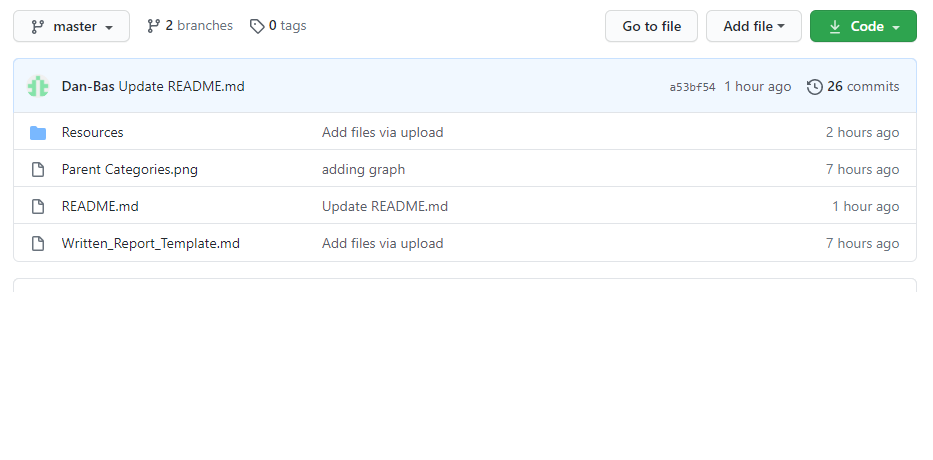 master 2 branches 0 tags Go to file Add file Code
Dan-Bas Update README.md a53bf54 1 hour ago 26 commits
Resources Add files via upload 2 hours ago
Parent Categories.png adding graph 7 hours ago
README.md Update README.md 1 hour ago
Written_Report_Template.md Add files via upload 7 hours ago